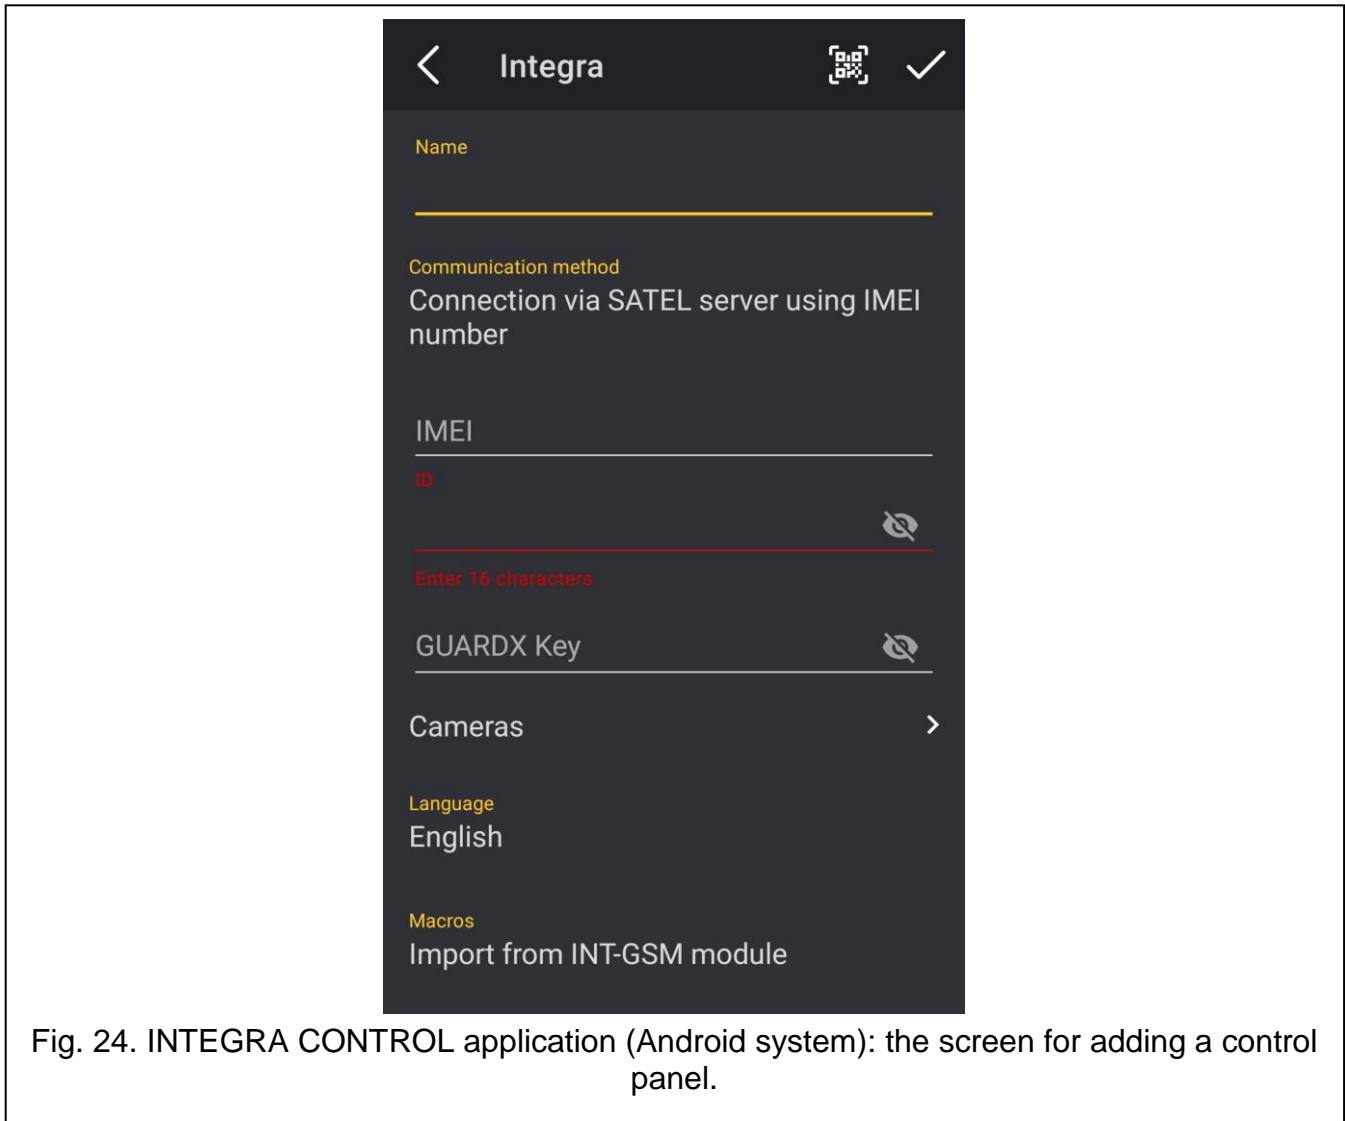 Integra
Name
Communication method
Connection via SATEL server using IMEI
number
IMEI
ID
Enter 16 characters
GUARDX Key
Cameras
Language
English
Macros
Import from INT-GSM module
Fig. 24. INTEGRA CONTROL application (Android system): the screen for adding a control
panel.